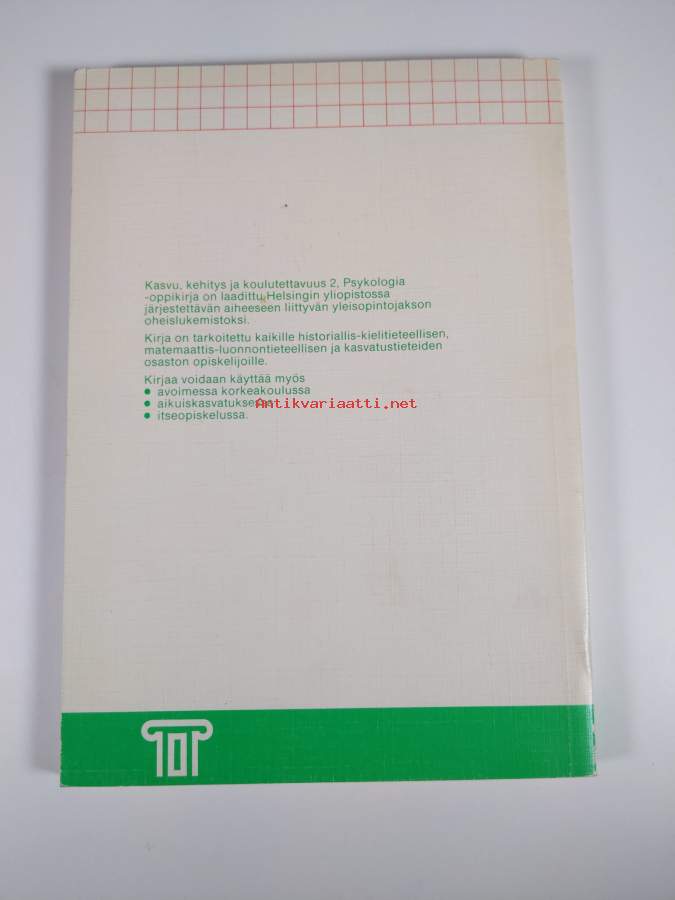 Kasvu, kehitys ja koulutettavuus 2, Psykologia
-oppikirja on laadittu Helsingin yliopistossa
järjestettävän aiheeseen liittyvän yleisopintojakson
oheislukemistoksi.
Kirja on tarkoitettu kaikille historiallis-kielitieteellisen,
matemaattis-luonnontieteellisen ja kasvatustieteiden
osaston opiskelijoille.
Kirjaa voidaan käyttää myös
● avoimessa korkeakoulussa
● aikuiskasvatuksessa
● itseopiskelussa.
Antikvariaatti.net